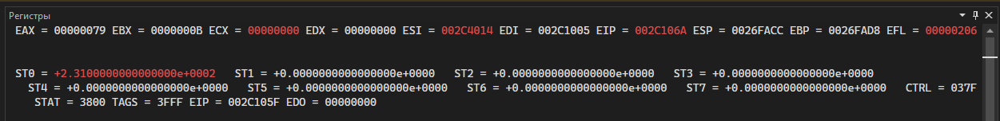 Регистры
EAX = 00000079 EBX = 0000000B ECX = 00000000 EDX = 00000000 ESI = 002C4014 EDI = 002C1005 EIP = 002C106A ESP = 0026FACC EBP = 0026FAD8 EFL = 00000206
ST0 = +2.3100000000000000e+0002 ST1 = +0.0000000000000000e+0000 ST2 = +0.0000000000000000e+0000 ST3 = +0.0000000000000000e+0000
ST4 = +0.0000000000000000e+0000 ST5 = +0.0000000000000000e+0000 ST6 = +0.0000000000000000e+0000 ST7 = +0.0000000000000000e+0000 CTRL = 037F
STAT = 3800 TAGS = 3FFF EIP = 002C105F EDO = 00000000